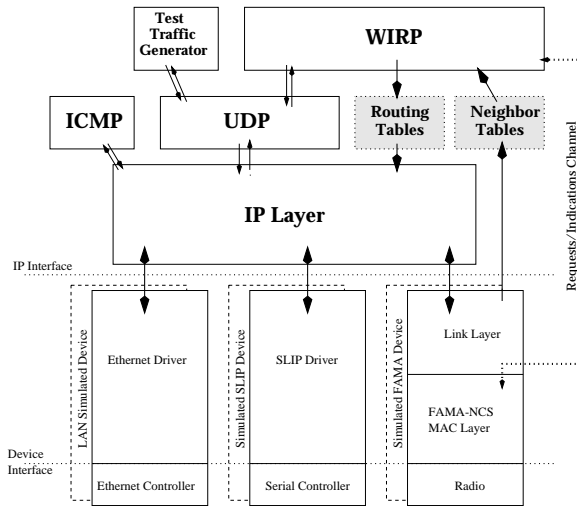 Test
Traffic
Generator
WIRP
ICMP
UDP
Routing
Tables
Neighbor
Tables
IP Layer
Requests/Indications Channel
IP Interface
LAN Simulated Device
Ethernet Driver
Simulated SLIP Device
SLIP Driver
Simulated FAMA Device
Link Layer
FAMA-NCS
MAC Layer
Device
Interface
Ethernet Controller
Serial Controller
Radio